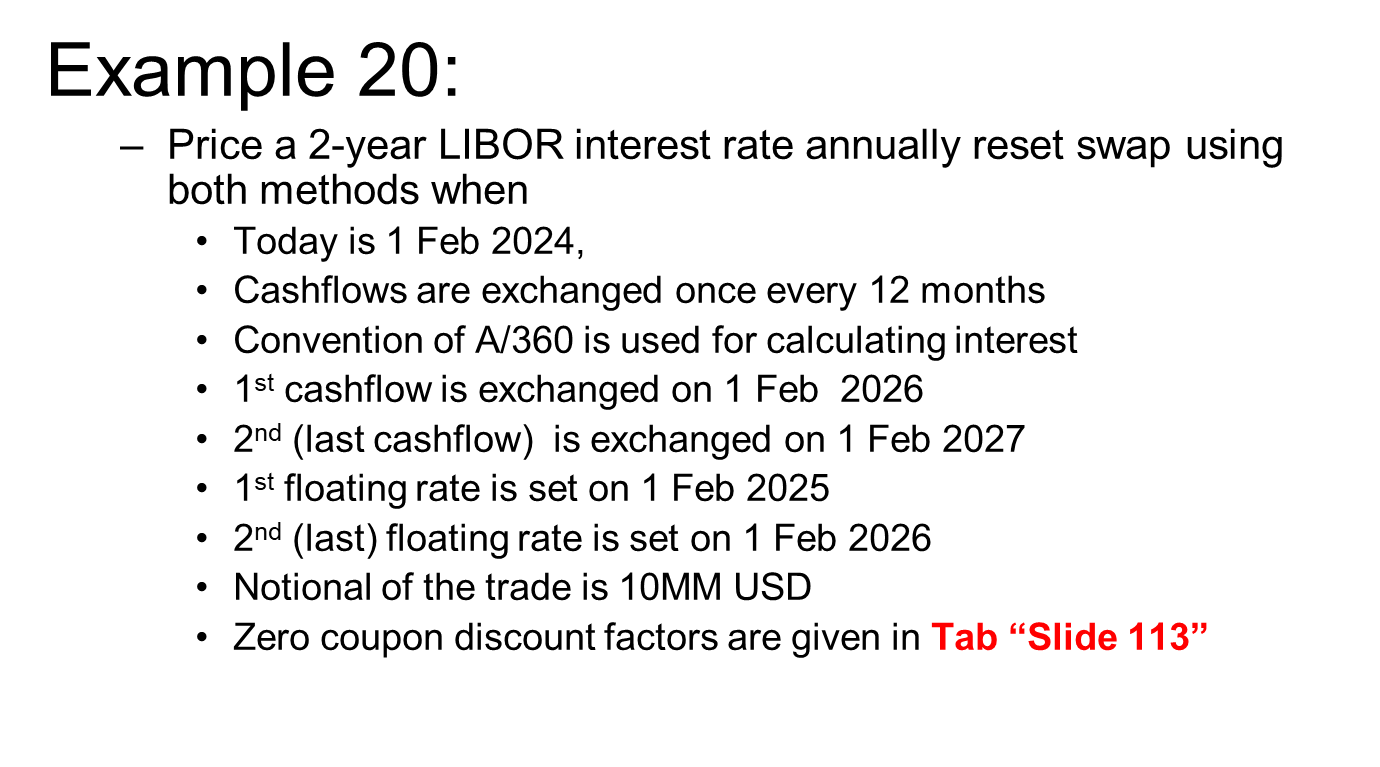 Example 20:
– Price a 2-year LIBOR interest rate annually reset swap using
both methods when
• Today is 1 Feb 2024,
• Cashflows are exchanged once every 12 months
• Convention of A/360 is used for calculating interest
• 1st cashflow is exchanged on 1 Feb  2026
• 2nd (last cashflow)  is exchanged on 1 Feb 2027
• 1st floating rate is set on 1 Feb 2025
• 2nd (last) floating rate is set on 1 Feb 2026
• Notional of the trade is 10MM USD
• Zero coupon discount factors are given in Tab “Slide 113”